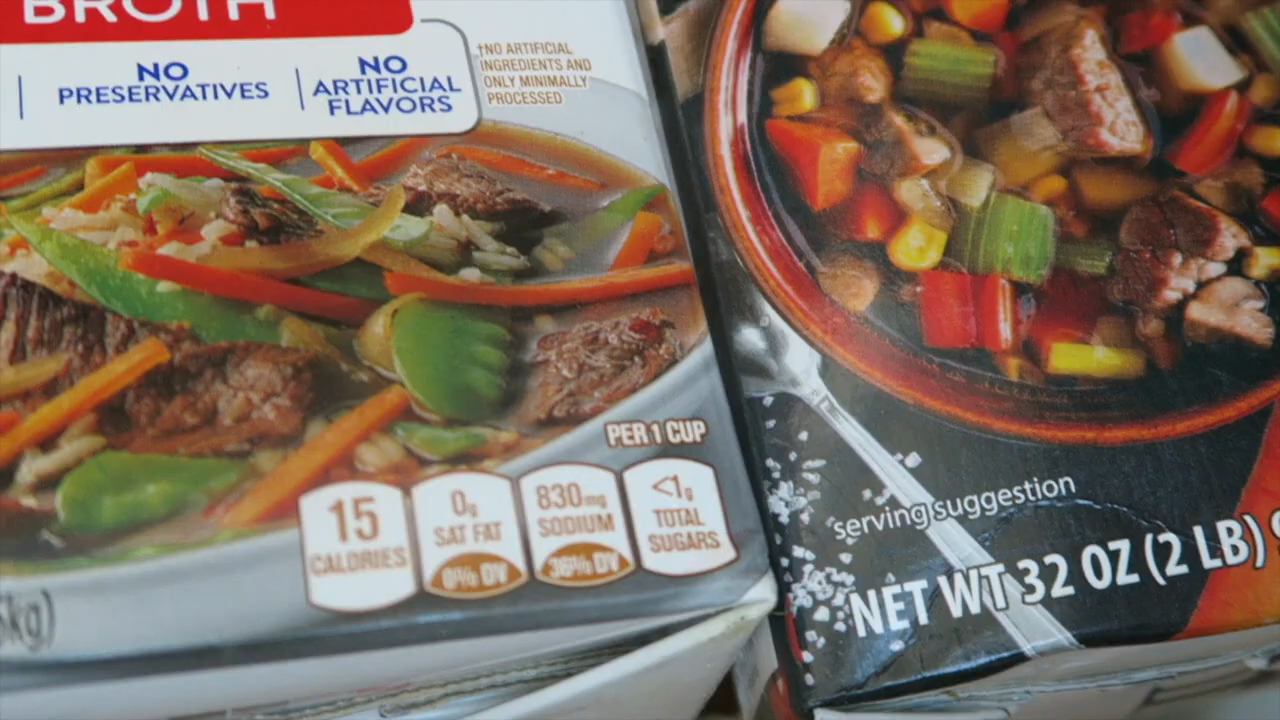 BROTH
NO
PRESERVATIVES
NO
ARTIFICIAL
FLAVORS
†NO ARTIFICIAL
INGREDIENTS AND
ONLY MINIMALLY
PROCESSED
PER 1 CUP
15
CALORIES
0g
SAT FAT
0% DV
830mg
SODIUM
36% DV
<1g
TOTAL
SUGARS
kg)
serving suggestion
NET WT 32 OZ (2 LB)